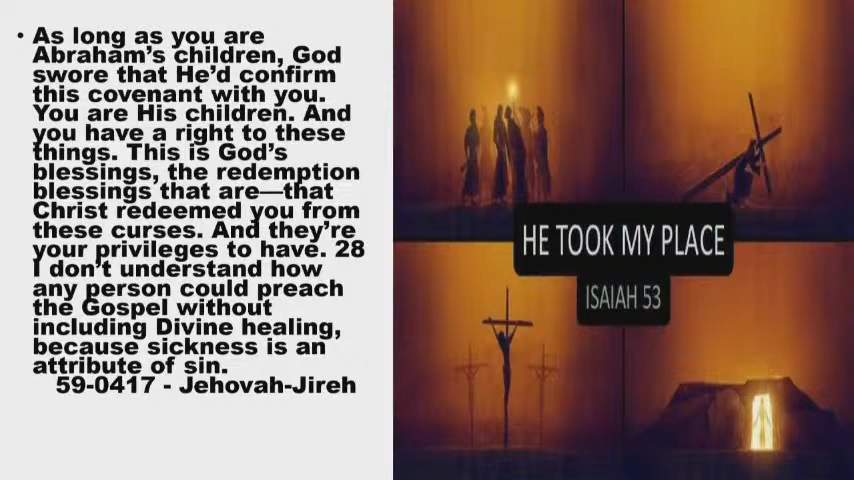 • As long as you are
Abraham's children, God
swore that He'd confirm
this covenant with you.
You are His children. And
you have a right to these
things. This is God's
blessings, the redemption
blessings that are—that
Christ redeemed you from
these curses. And they're
your privileges to have. 28
I don't understand how
any person could preach
the Gospel without
including Divine healing,
because sickness is an
attribute of sin.
59-0417 - Jehovah-Jireh
HE TOOK MY PLACE
ISAIAH 53